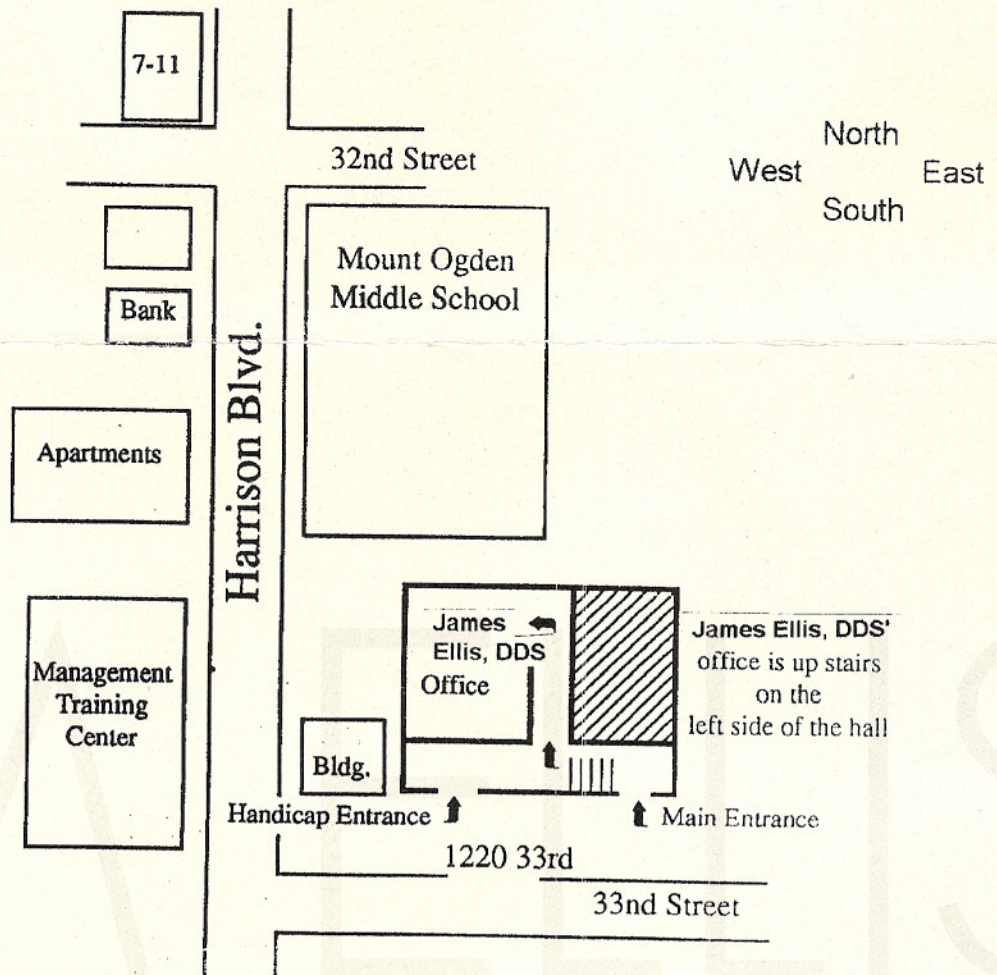 7-11
North
32nd Street
West
East
South
Mount Ogden
Middle School
Bank
Harrison Blvd.
Apartments
James
Ellis, DDS
Office
James Ellis, DDS'
office is up stairs
on the
left side of the hall
Management
Training
Center
Bldg.
Handicap Entrance
Main Entrance
1220 33rd
33nd Street
ELLIS